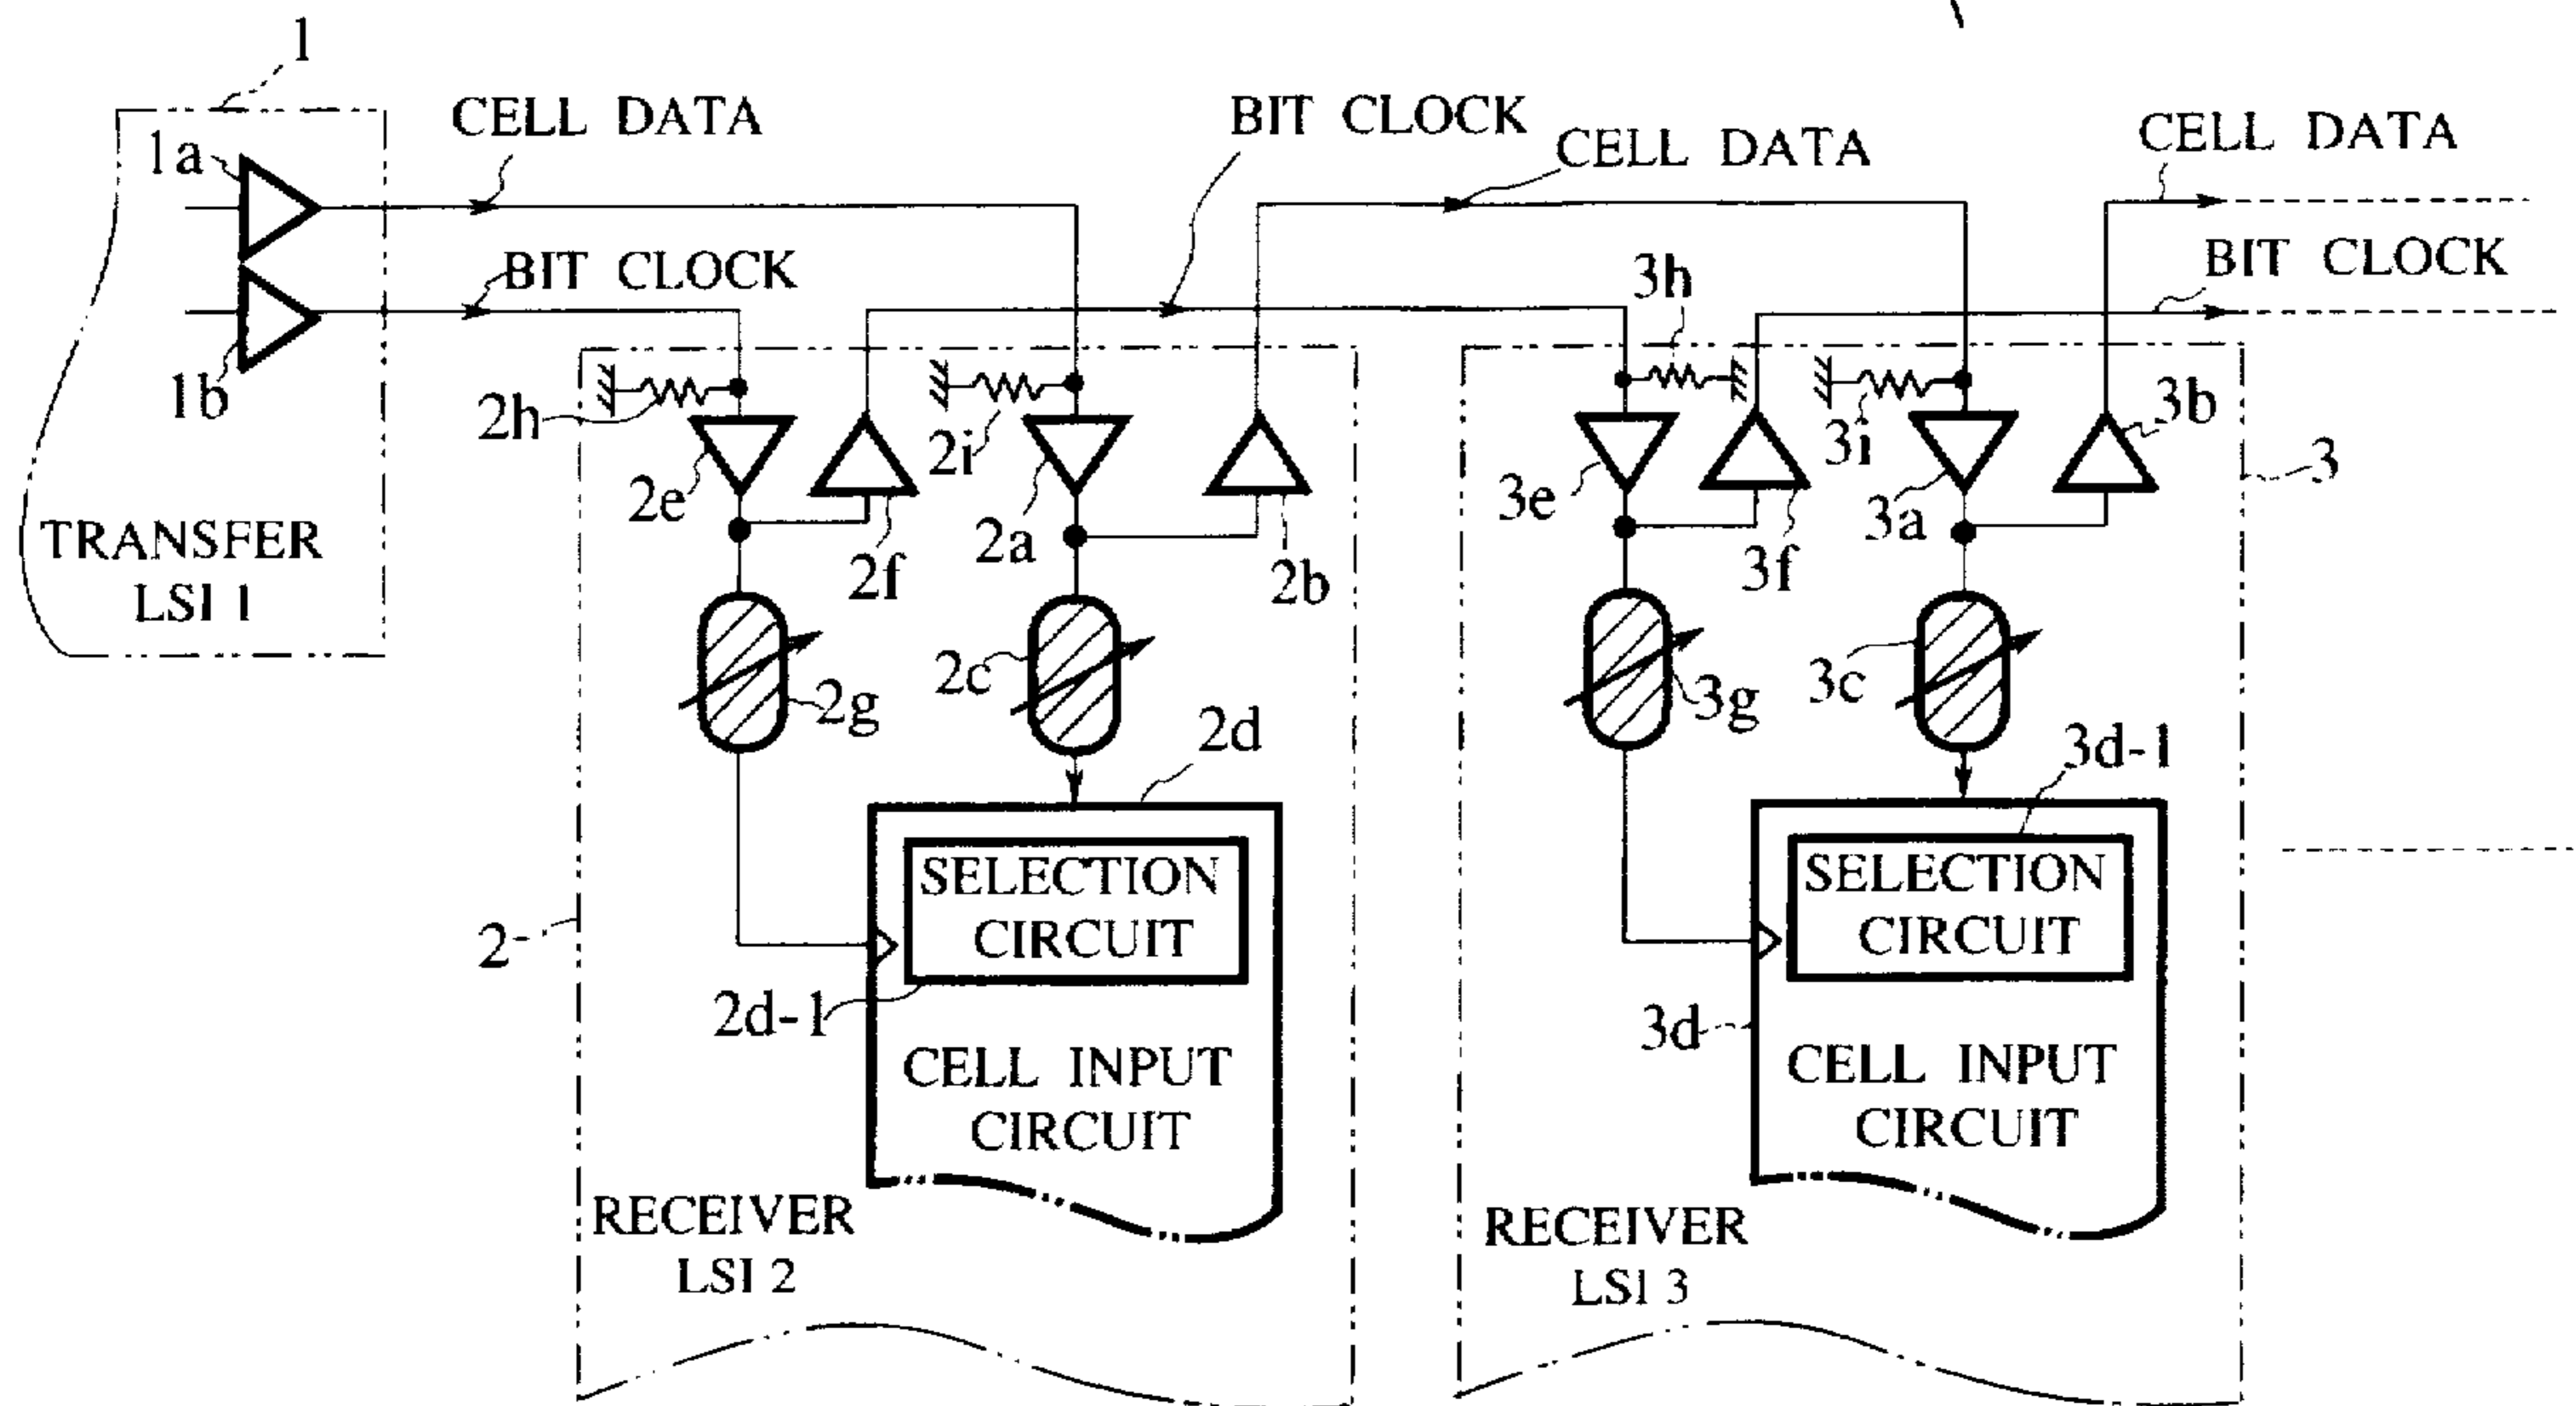 1
CELL DATA
BIT CLOCK
CELL DATA
CELL DATA
1a
BIT CLOCK
BIT CLOCK
3h
1b
2h
2i
3i
3b
2e
2f
2a
2b
3e
3f
3a
3
TRANSFER
LSI 1
2g
2c
3g
3c
2d
3d-1
SELECTION
CIRCUIT
SELECTION
CIRCUIT
2
2d-1
3d
CELL INPUT
CIRCUIT
CELL INPUT
CIRCUIT
RECEIVER
LSI 2
RECEIVER
LSI 3